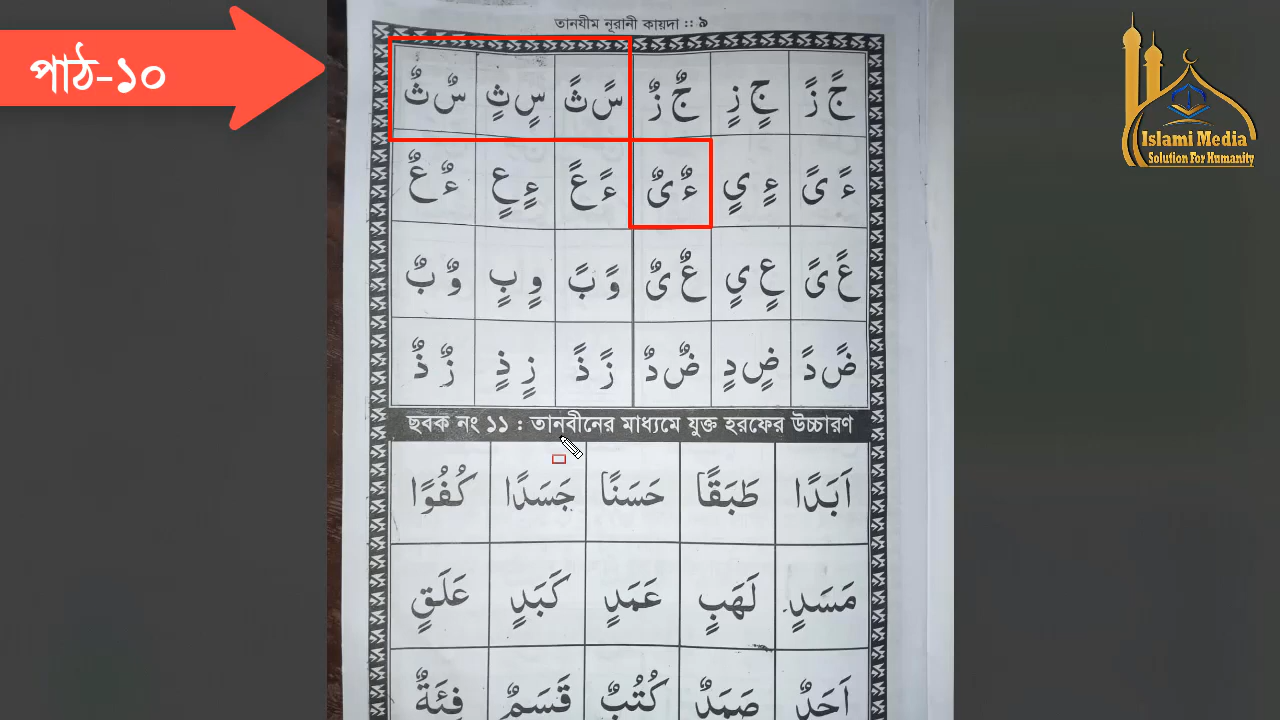 তানযীম নূরানী কায়দা :: ৯
পাঠ-১০
Islami Media
Solution For Humanity
جً زً جٍ زٍ جٌ زٌ سً ثً سٍ ثٍ سٌ ثٌ
ءً یً ءٍ یٍ ءٌ یٌ ءً عً ءٍ عٍ ءٌ عٌ
عً یً عٍ یٍ عٌ یٌ وً بً وٍ بٍ وٌ بٌ
ضً دً ضٍ دٍ ضٌ دٌ زً ذً زٍ ذٍ زٌ ذٌ
ছবক নং ১১ : তানবীনের মাধ্যমে যুক্ত হরফের উচ্চারণ
اَبَدًا طَبَقًا حَسَنًا جَسَدًا كُفُوًا
مَسَدٍ لَهَبٍ عَمَدٍ كَبَدٍ عَلَقٍ
اَحَدٌ صَمَدٌ كُتُبٌ قَسَمٌ فِئَةٌ